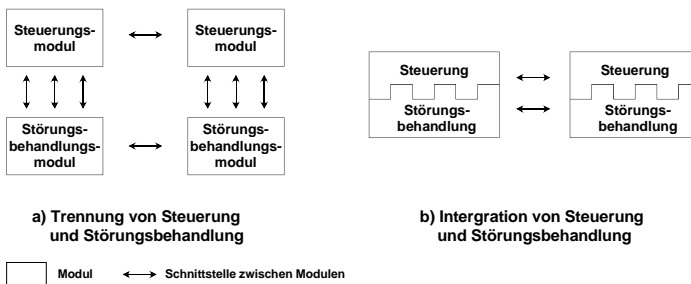 Steuerungs-
modul
Steuerungs-
modul
Störungs-
behandlungs-
modul
Störungs-
behandlungs-
modul
a) Trennung von Steuerung
und Störungsbehandlung
Steuerung
Störungs-
behandlung
Steuerung
Störungs-
behandlung
b) Intergration von Steuerung
und Störungsbehandlung
Modul
Schnittstelle zwischen Modulen